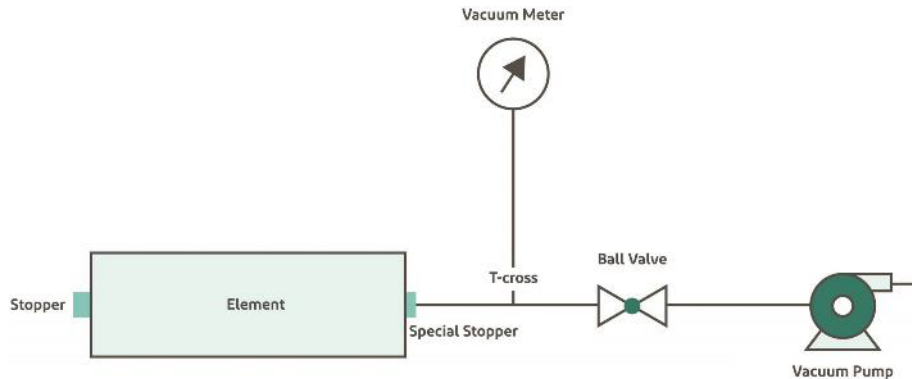 Vacuum Meter
T-cross
Ball Valve
Stopper
Element
Special Stopper
Vacuum Pump